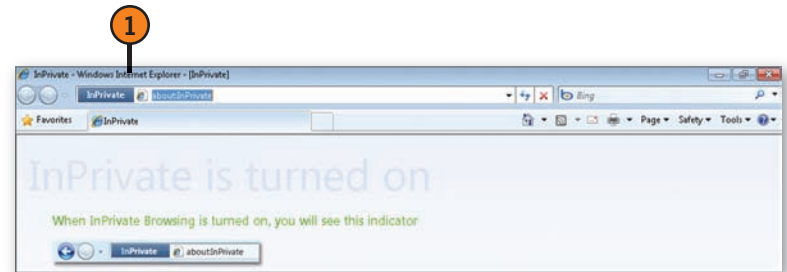 1
InPrivate - Windows Internet Explorer - [InPrivate]
InPrivate about:InPrivate Bing
Favorites InPrivate Page Safety Tools
InPrivate is turned on
When InPrivate Browsing is turned on, you will see this indicator
InPrivate about:InPrivate